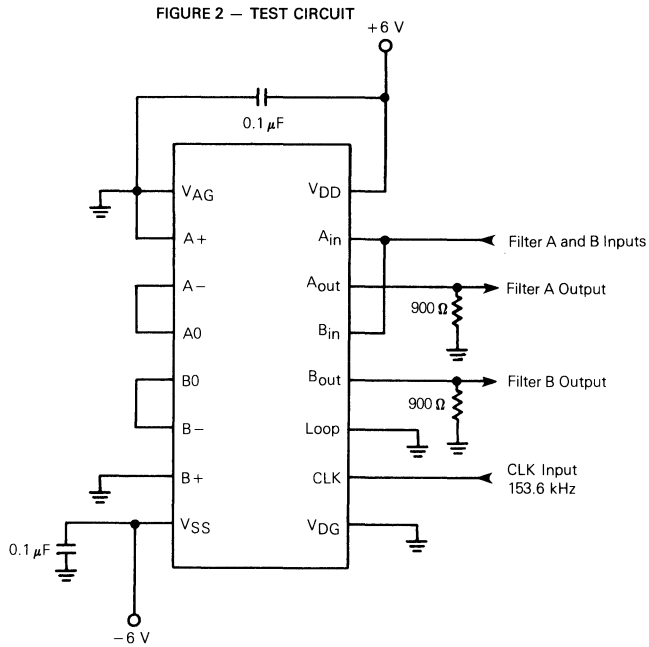 FIGURE 2 — TEST CIRCUIT
+6 V
0.1 µF
VAG
VDD
A+
Ain
Filter A and B Inputs
A−
Aout
Filter A Output
900 Ω
A0
Bin
B0
Bout
Filter B Output
900 Ω
B−
Loop
B+
CLK
CLK Input
153.6 kHz
VSS
VDG
0.1 µF
−6 V